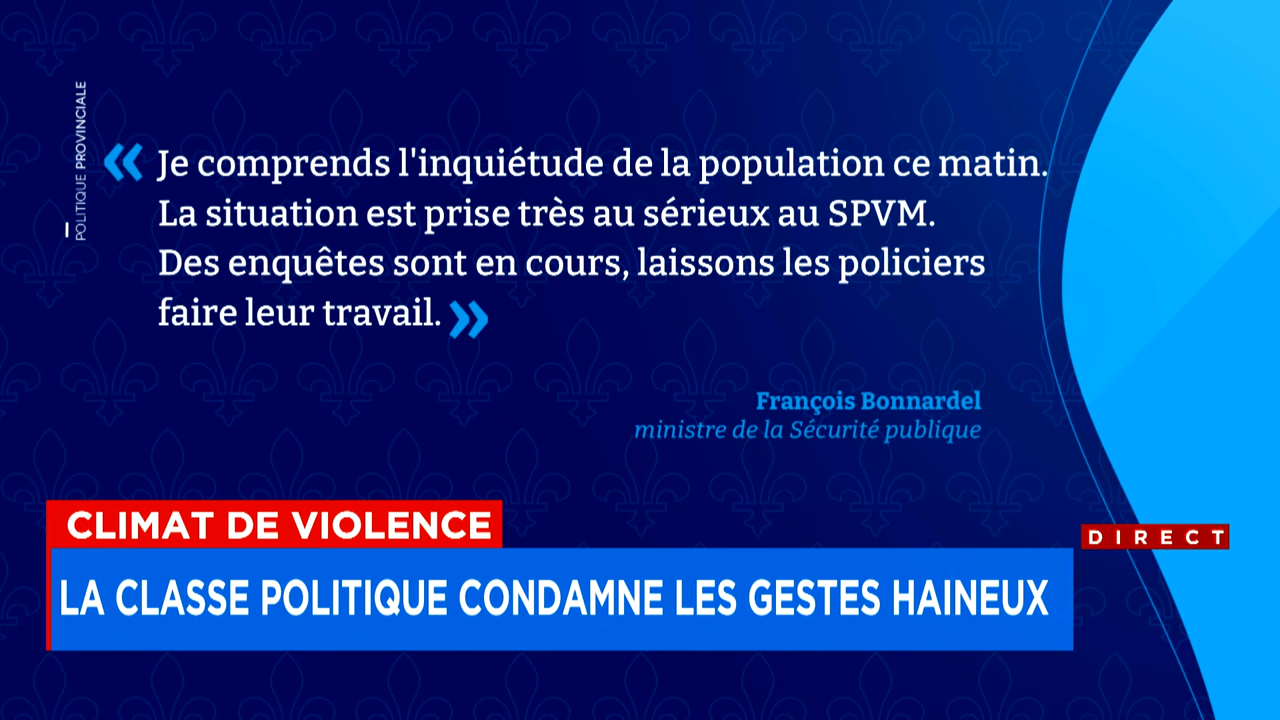 POLITIQUE PROVINCIALE
« Je comprends l'inquiétude de la population ce matin.
La situation est prise très au sérieux au SPVM.
Des enquêtes sont en cours, laissons les policiers
faire leur travail. »
François Bonnardel
ministre de la Sécurité publique
CLIMAT DE VIOLENCE
DIRECT
LA CLASSE POLITIQUE CONDAMNE LES GESTES HAINEUX